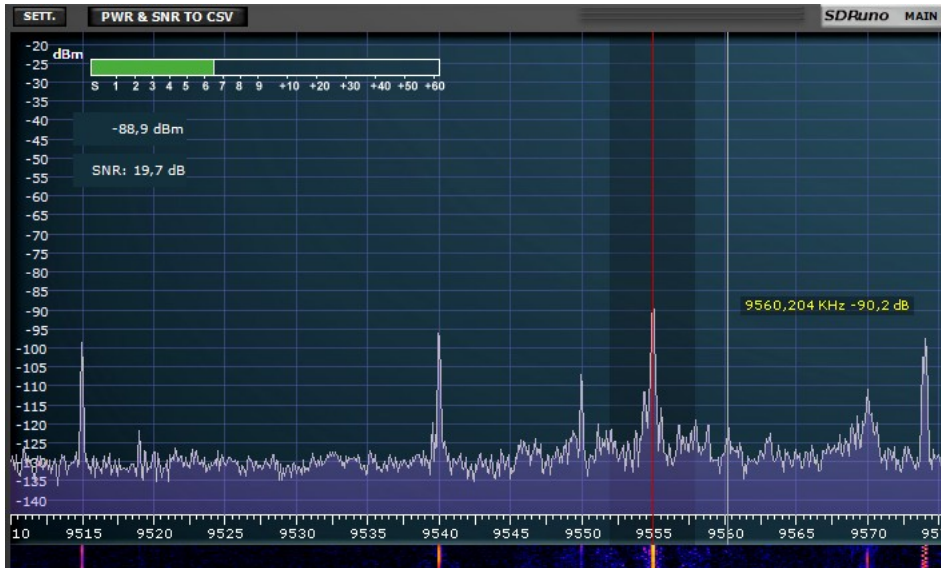 SETT. PWR & SNR TO CSV SDRuno MAIN
-20 dBm
-25
-30 S 1 2 3 4 5 6 7 8 9 +10 +20 +30 +40 +50 +60
-35
-40 -88,9 dBm
-45
-50
-55 SNR: 19,7 dB
-60
-65
-70
-75
-80
-85
-90 9560,204 KHz -90,2 dB
-95
-100
-105
-110
-115
-120
-125
-130
-135
-140
10 9515 9520 9525 9530 9535 9540 9545 9550 9555 9560 9565 9570 95